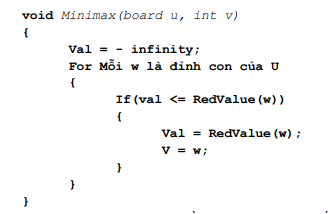 void Minimax(board u, int v)
{
Val = - infinity;
For Mỗi w là đỉnh con của U
{
If(val <= RedValue(w))
{
Val = RedValue(w);
V = w;
}
}
}